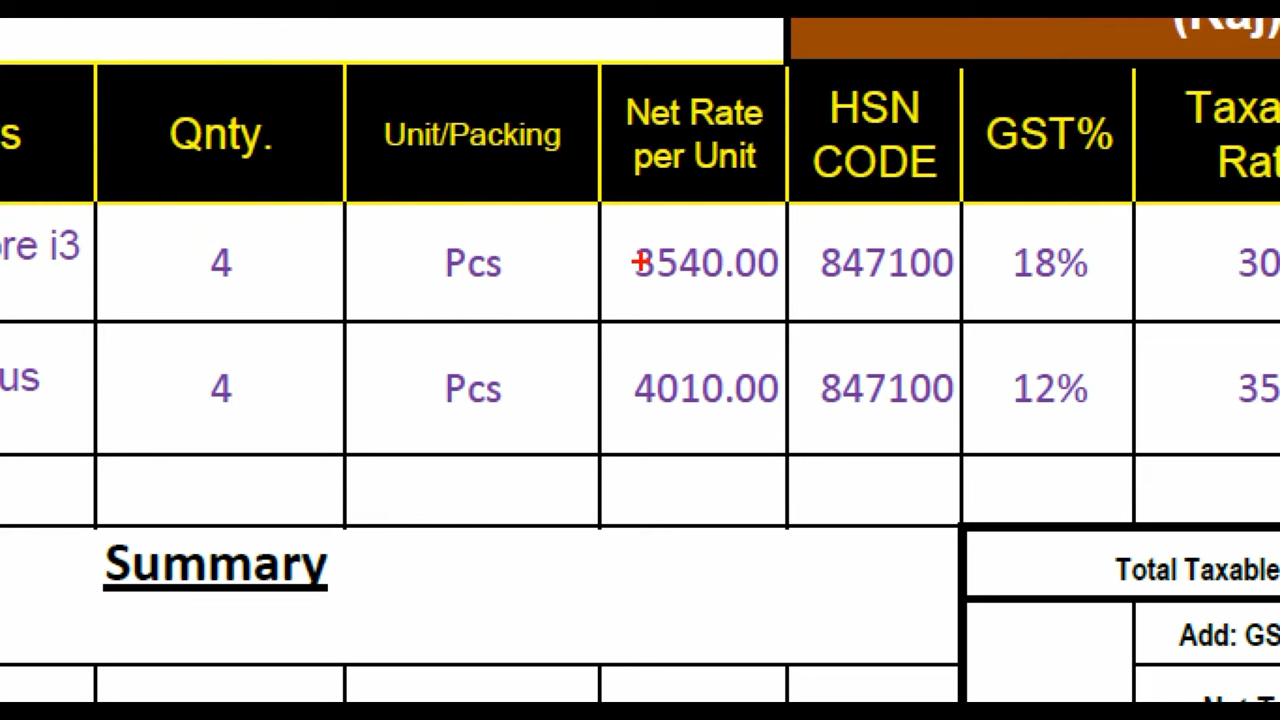 (Raj)
s Qnty. Unit/Packing Net Rate per Unit HSN CODE GST% Taxa Rat
ore i3 4 Pcs 3540.00 847100 18% 30
us 4 Pcs 4010.00 847100 12% 35
Summary
Total Taxable
Add: GS